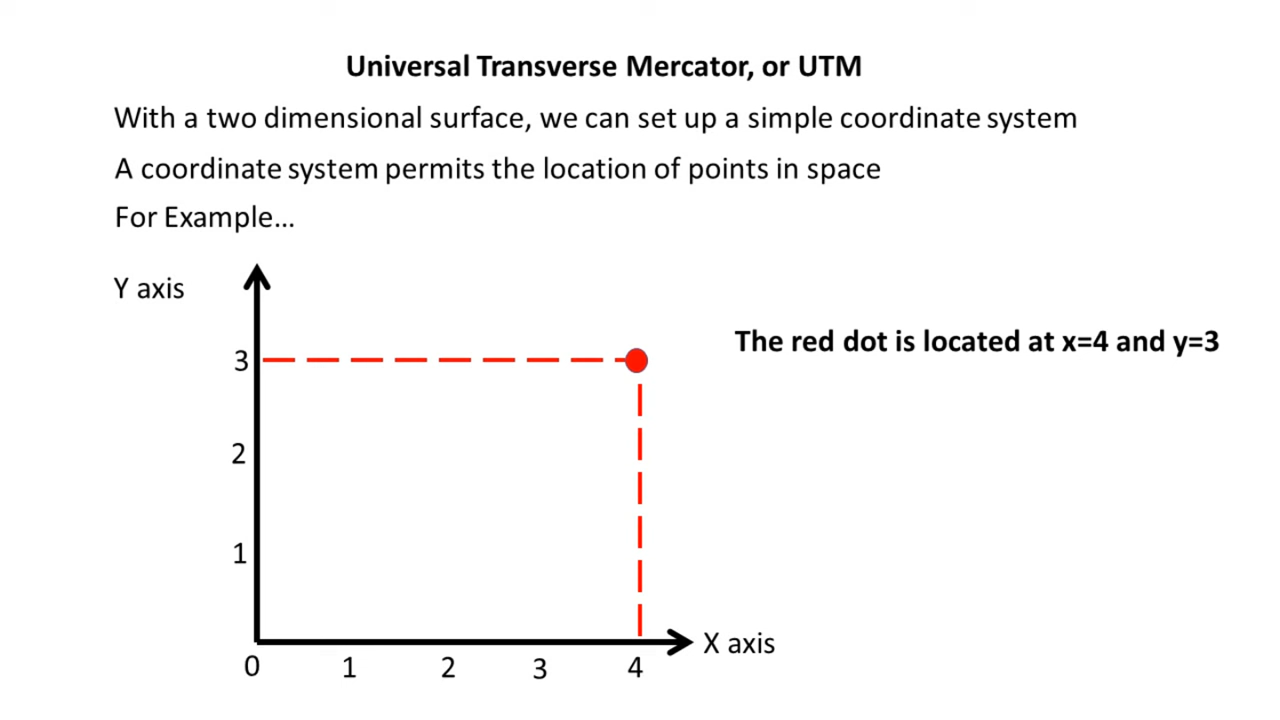 Universal Transverse Mercator, or UTM
With a two dimensional surface, we can set up a simple coordinate system
A coordinate system permits the location of points in space
For Example...
Y axis
The red dot is located at x=4 and y=3
3
2
1
X axis
0 1 2 3 4